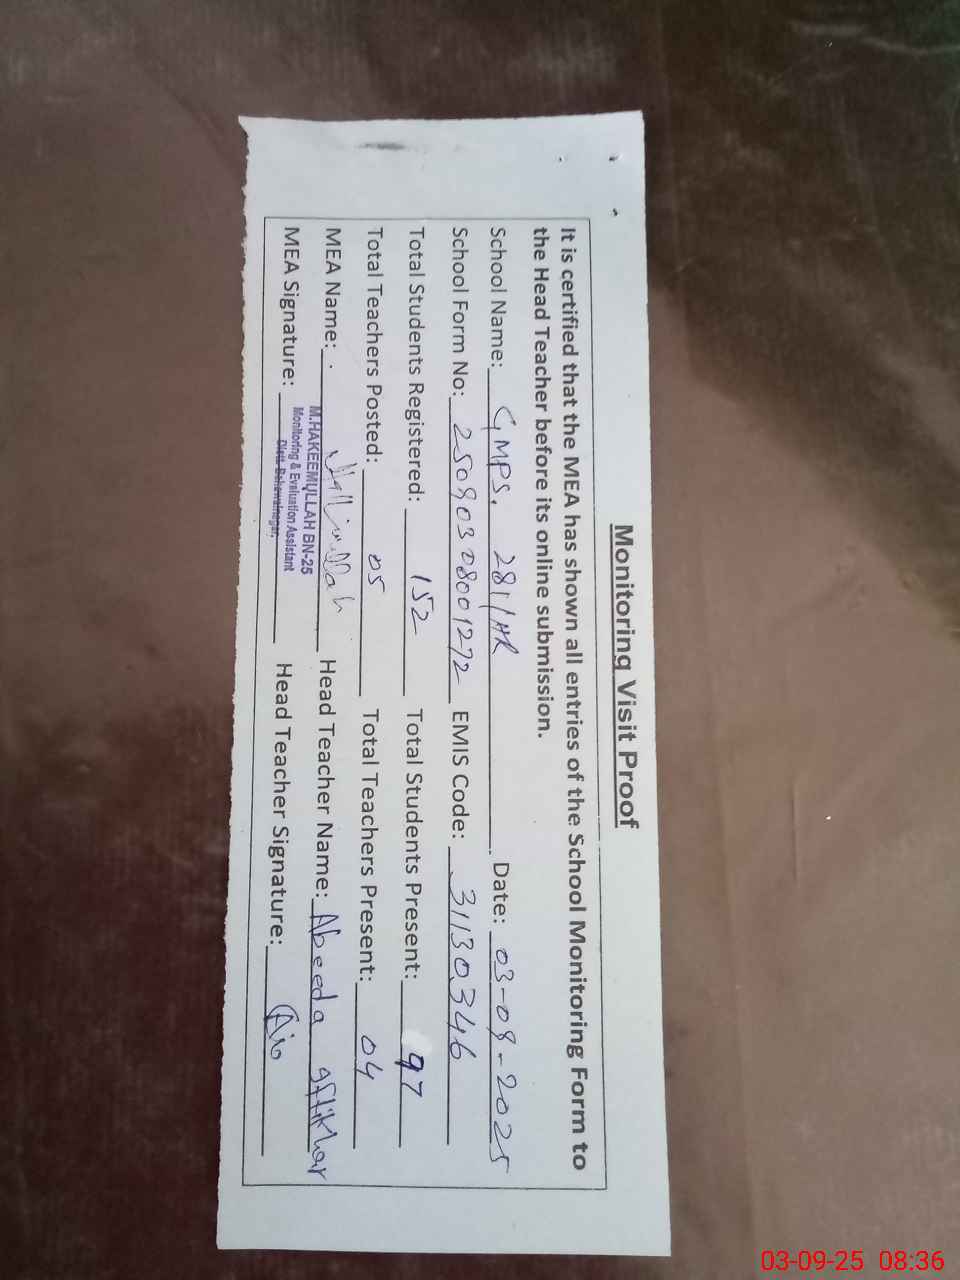 Monitoring Visit Proof
It is certified that the MEA has shown all entries of the School Monitoring Form to
the Head Teacher before its online submission.
School Name: GMPS. 281/HR Date: 03-09-2025
School Form No: 25090308001272 EMIS Code: 31130346
Total Students Registered: 152 Total Students Present: 97
Total Teachers Posted: 05 Total Teachers Present: 04
MEA Name: Head Teacher Name: Abeeda Iftikhar
MEA Signature: Head Teacher Signature:
M.HAKEEMULLAH BN-25
Monitoring & Evaluation Assistant
Distt: Bahawalnagar.
03-09-25 08:36